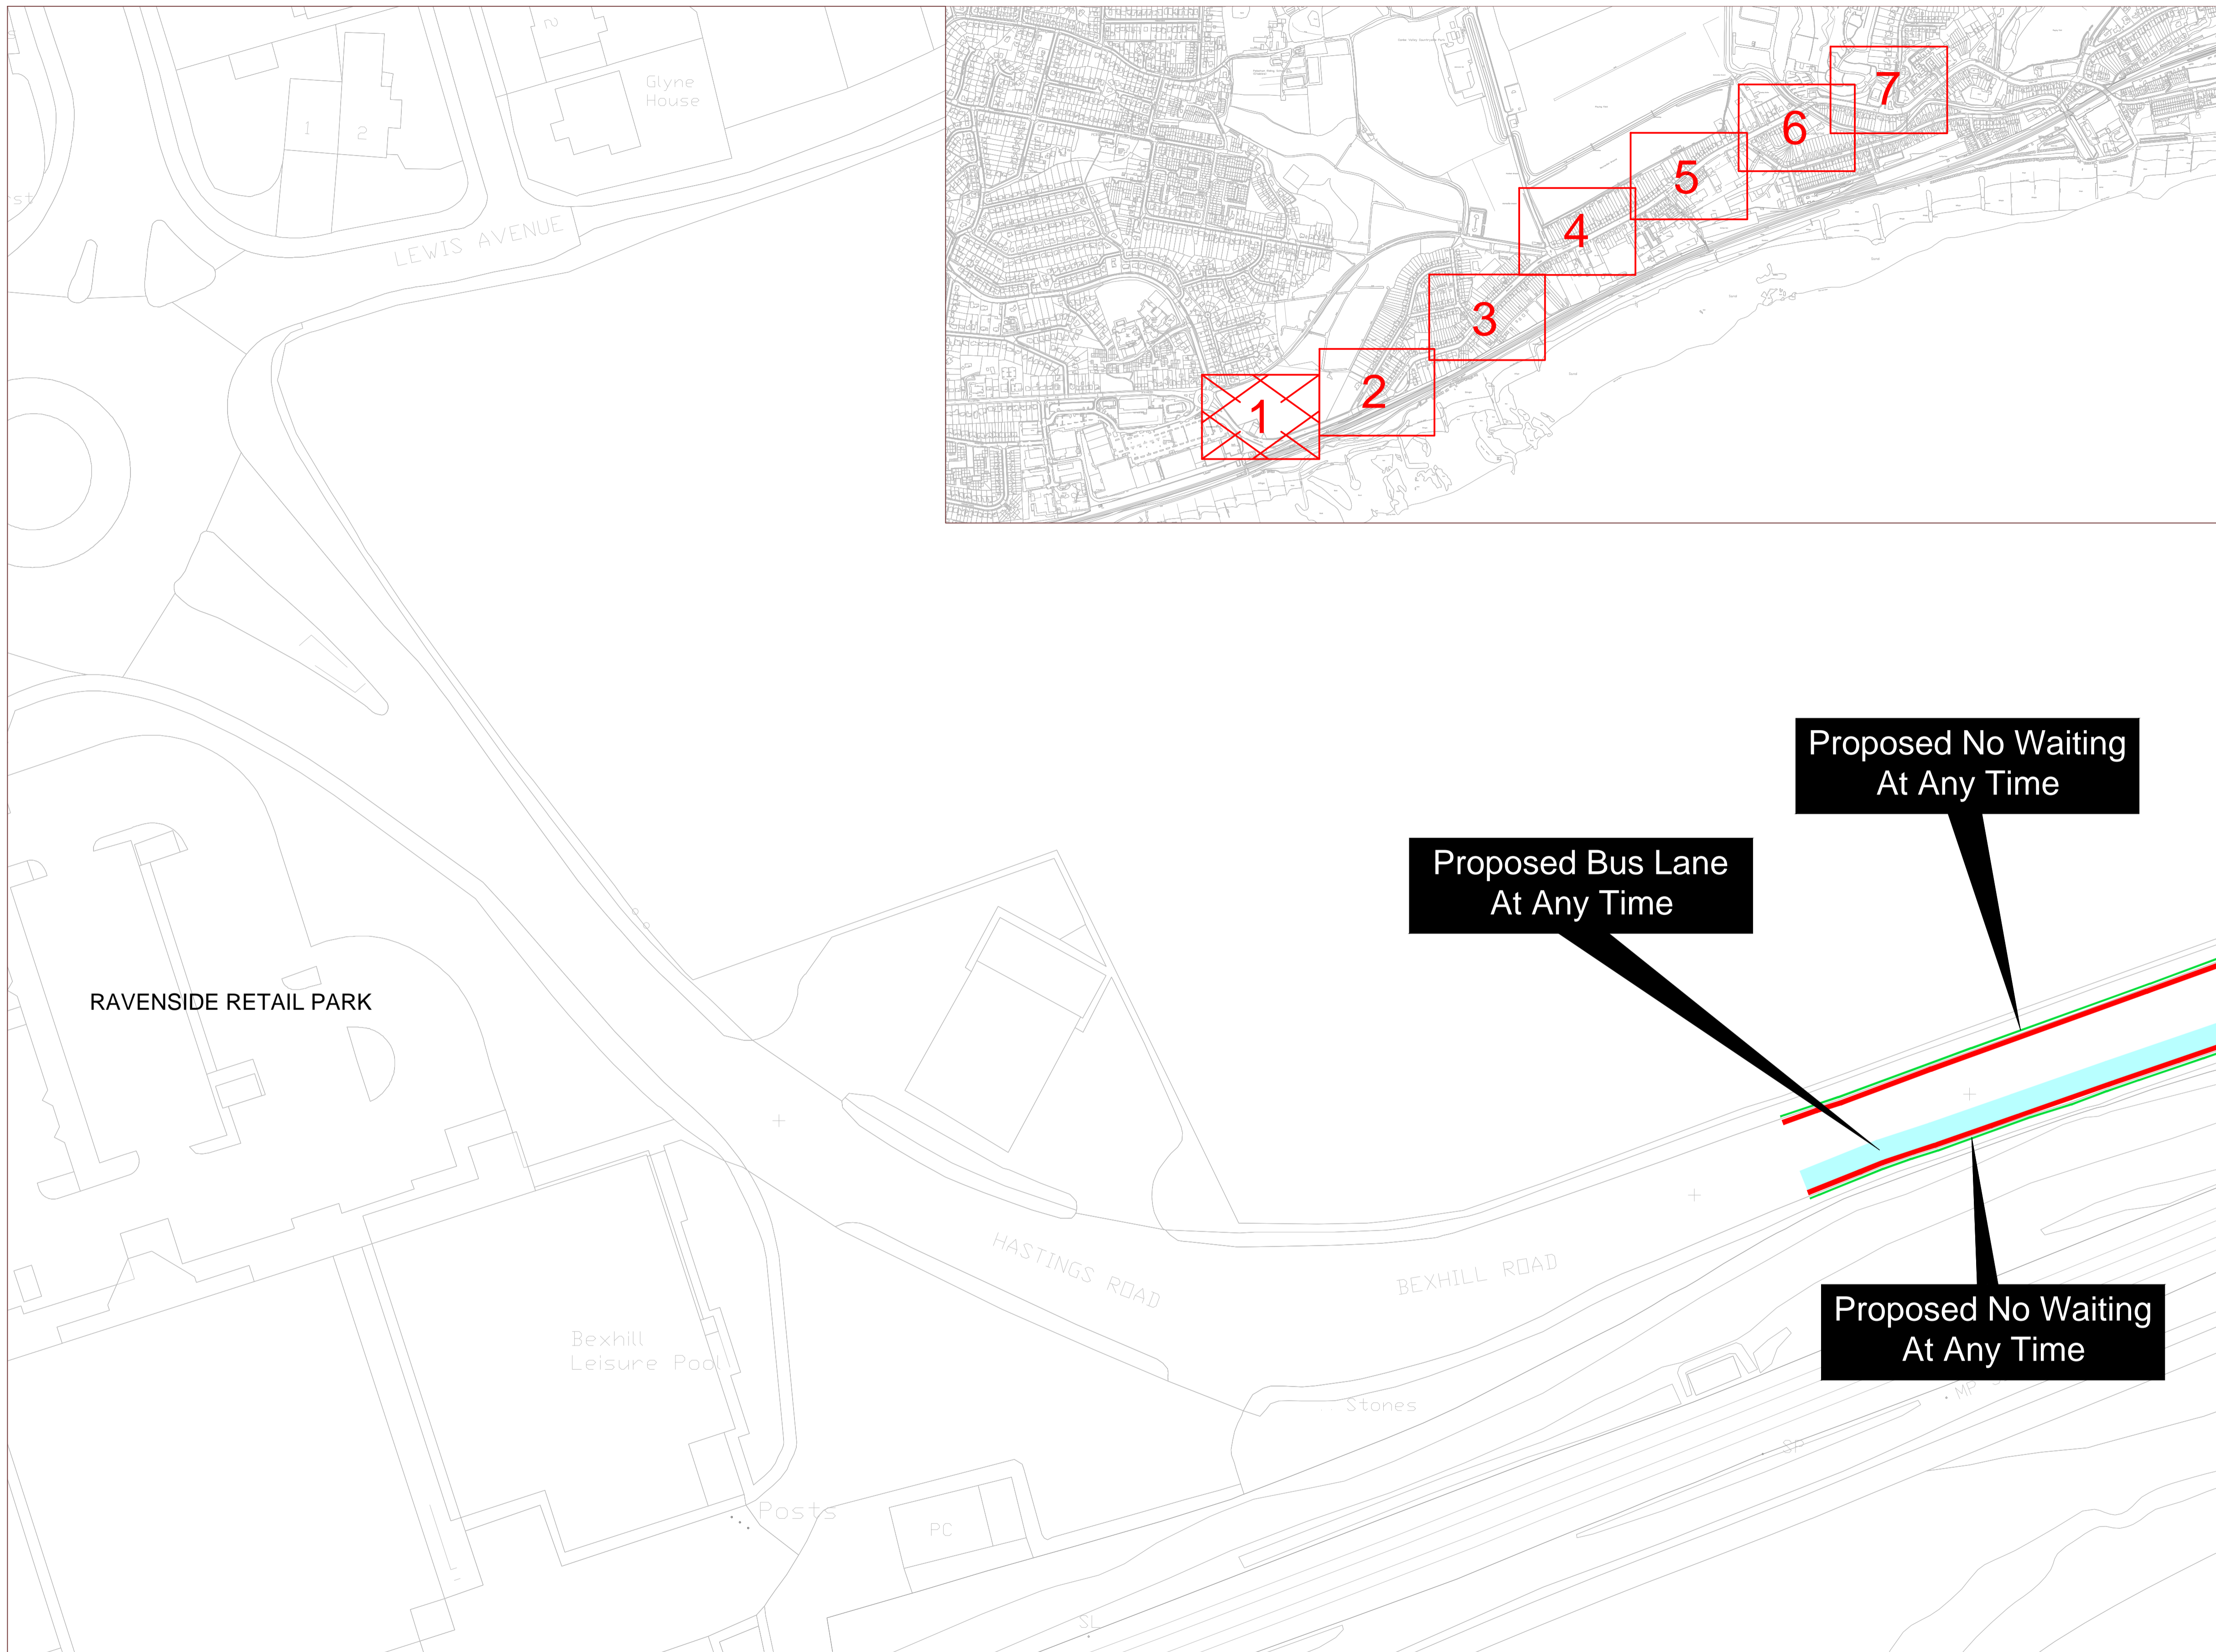 2
Glyne
House
1
2
LEWIS AVENUE
7
6
5
4
3
2
1
Proposed No Waiting
At Any Time
Proposed Bus Lane
At Any Time
RAVENSIDE RETAIL PARK
HASTINGS ROAD
BEXHILL ROAD
Proposed No Waiting
At Any Time
Bexhill
Leisure Pool
Stones
MP
SP
Posts
PC
SL